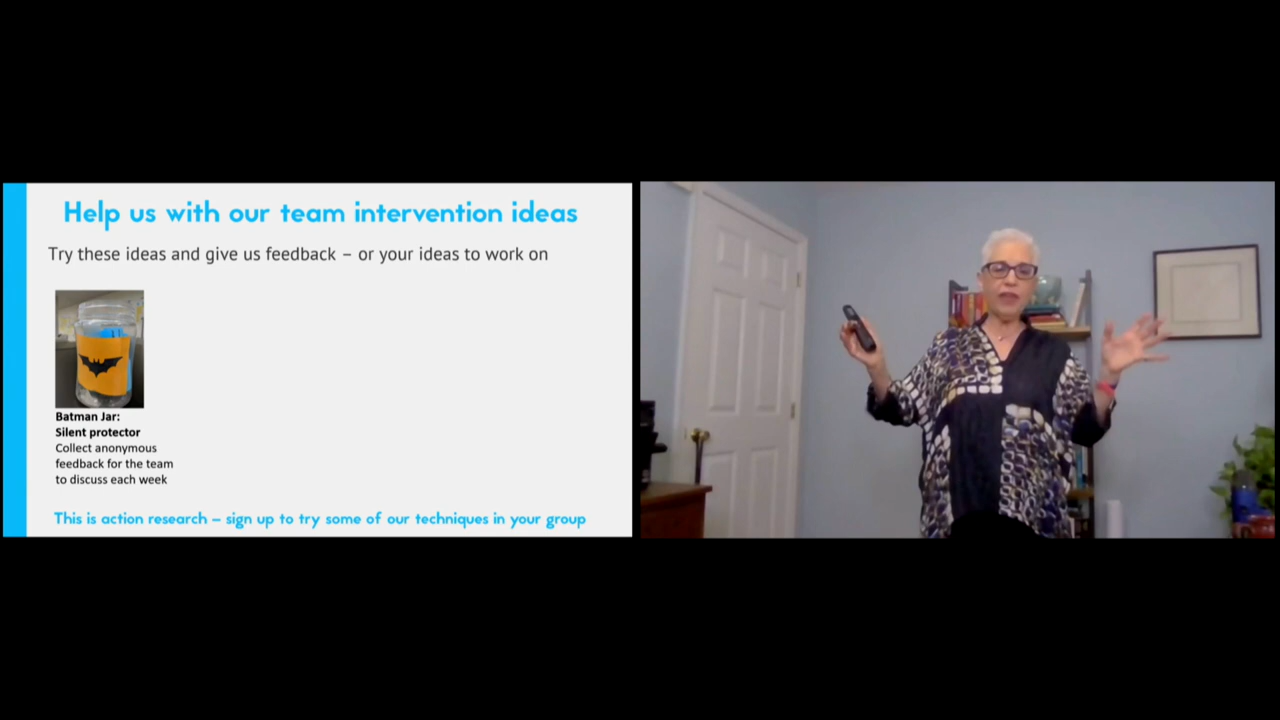 Help us with our team intervention ideas
Try these ideas and give us feedback – or your ideas to work on
Batman Jar:
Silent protector
Collect anonymous
feedback for the team
to discuss each week
This is action research – sign up to try some of our techniques in your group